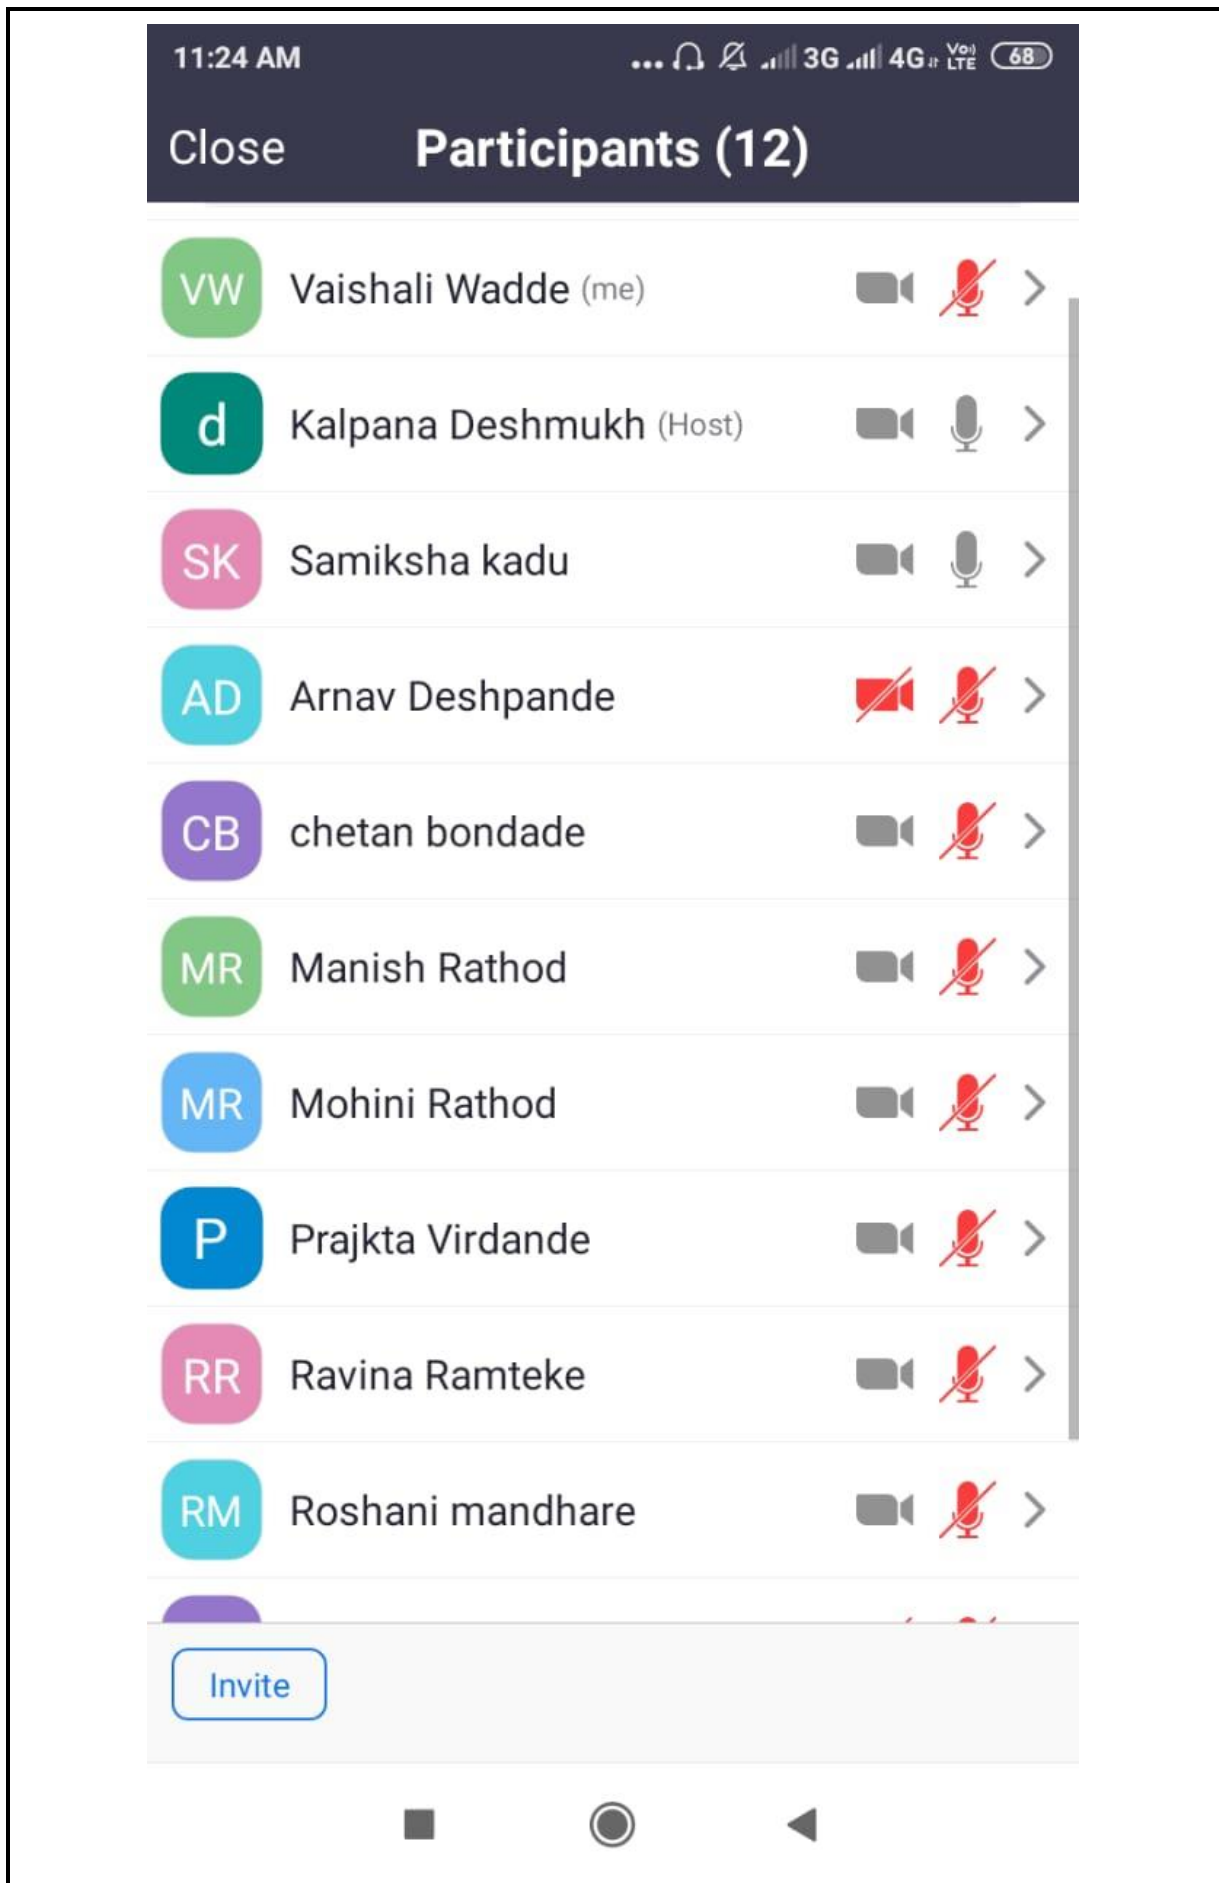 11:24 AM ... 3G 4G Vo) LTE 68
Close Participants (12)
VW Vaishali Wadde (me)
d Kalpana Deshmukh (Host)
SK Samiksha kadu
AD Arnav Deshpande
CB chetan bondade
MR Manish Rathod
MR Mohini Rathod
P Prajkta Virdande
RR Ravina Ramteke
RM Roshani mandhare
Invite